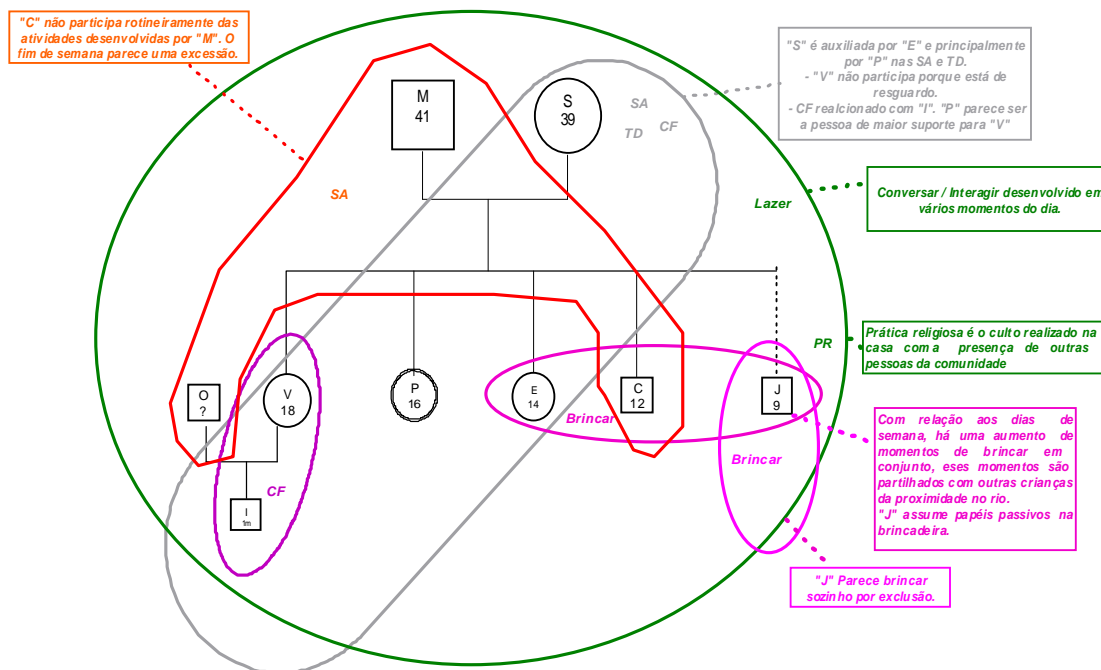 "C" não participa rotineiramente das
atividades desenvolvidas por "M". O
fim de semana parece uma excessão.
"S" é auxiliada por "E" e principalmente
por "P" nas SA e TD.
- "V" não participa porque está de
resguardo.
- CF realcionado com "I". "P" parece ser
a pessoa de maior suporte para "V"
M
41
S
39
SA
TD
CF
SA
Lazer
Conversar / Interagir desenvolvido em
vários momentos do dia.
PR
Prática religiosa é o culto realizado na
casa com a presença de outras
pessoas da comunidade
O
?
V
18
P
16
E
14
C
12
J
9
Brincar
Brincar
CF
I
1m
Com relação aos dias de
semana, há uma aumento de
momentos de brincar em
conjunto, eses momentos são
partilhados com outras crianças
da proximidade no rio.
"J" assume papéis passivos na
brincadeira.
"J" Parece brincar
sozinho por exclusão.